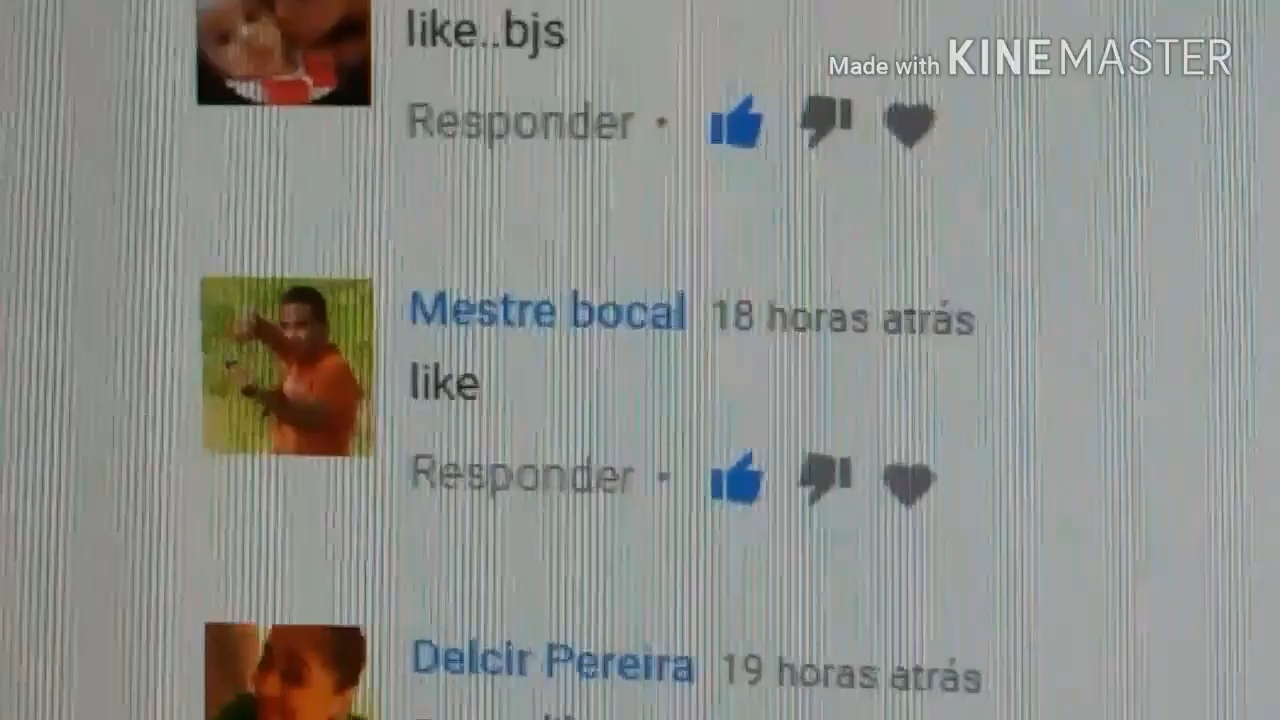 like..bjs
Made with KINEMASTER
Responder •
Mestre bocal 18 horas atrás
like
Responder •
Delcir Pereira 19 horas atrás